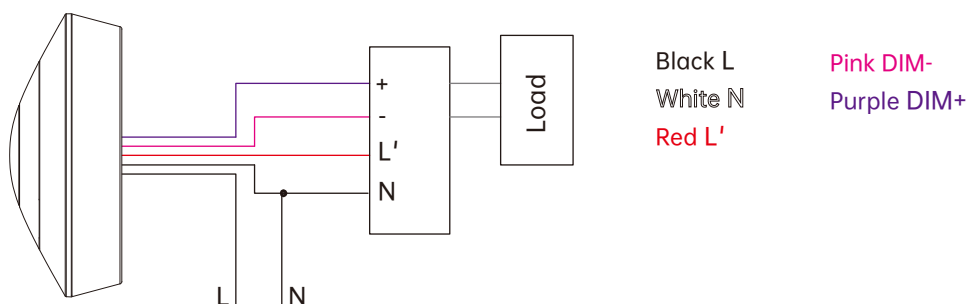 +
-
L'
N
Load
L
N
Black L
White N
Red L'
Pink DIM-
Purple DIM+